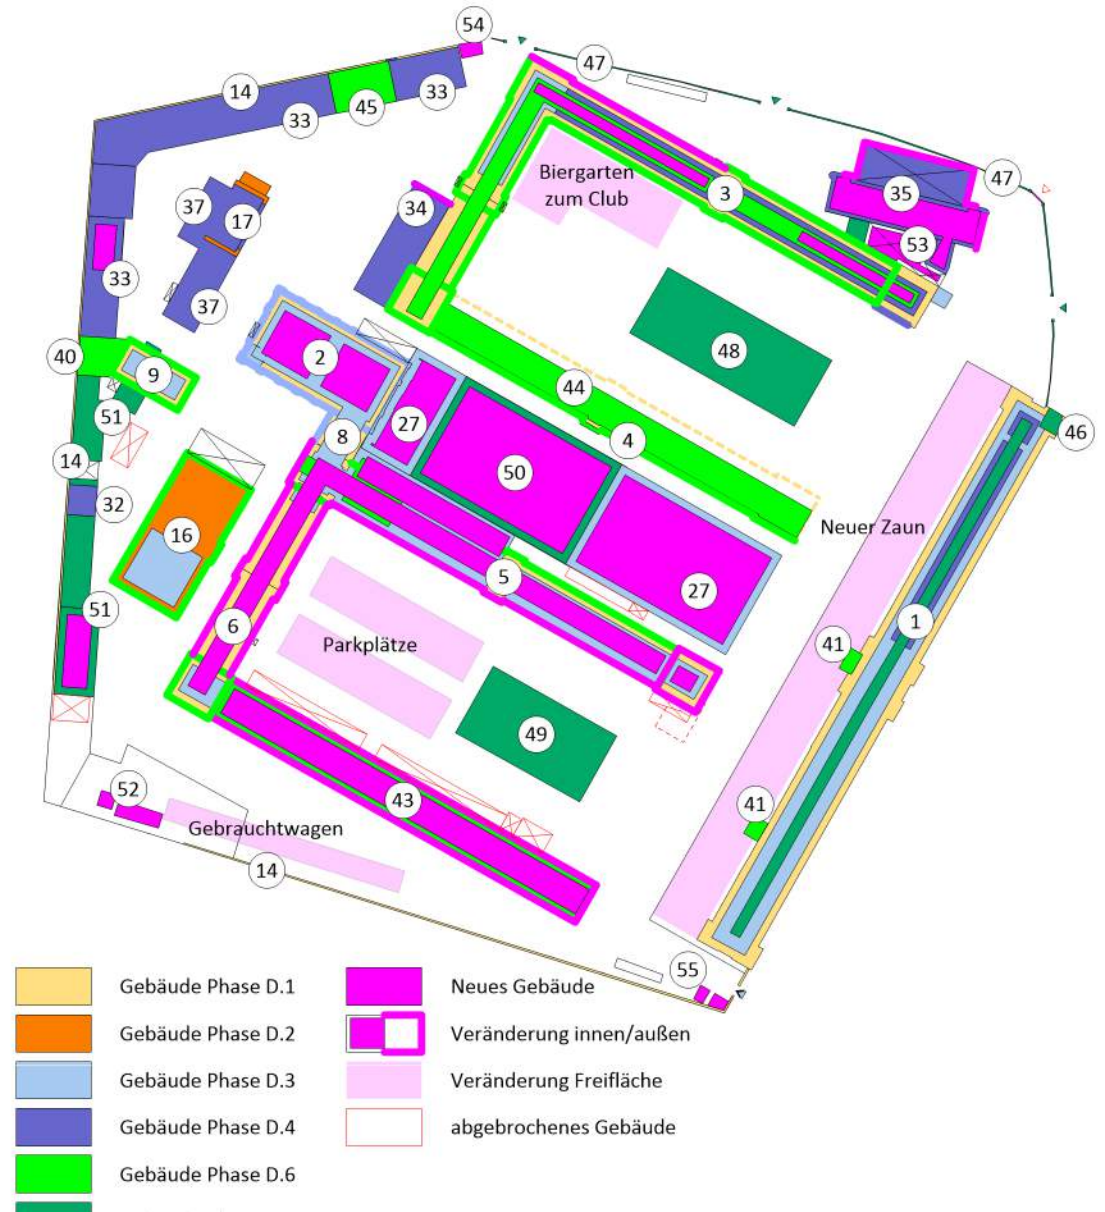 54
47
14
33
45
33
Biergarten
zum Club
3
35
47
37
17
34
53
33
37
48
40
9
2
44
51
27
8
4
46
14
50
Neuer Zaun
32
16
5
27
1
51
6
Parkplätze
41
49
52
43
41
Gebrauchtwagen
14
55
Gebäude Phase D.1
Neues Gebäude
Gebäude Phase D.2
Veränderung innen/außen
Gebäude Phase D.3
Veränderung Freifläche
Gebäude Phase D.4
abgebrochenes Gebäude
Gebäude Phase D.6